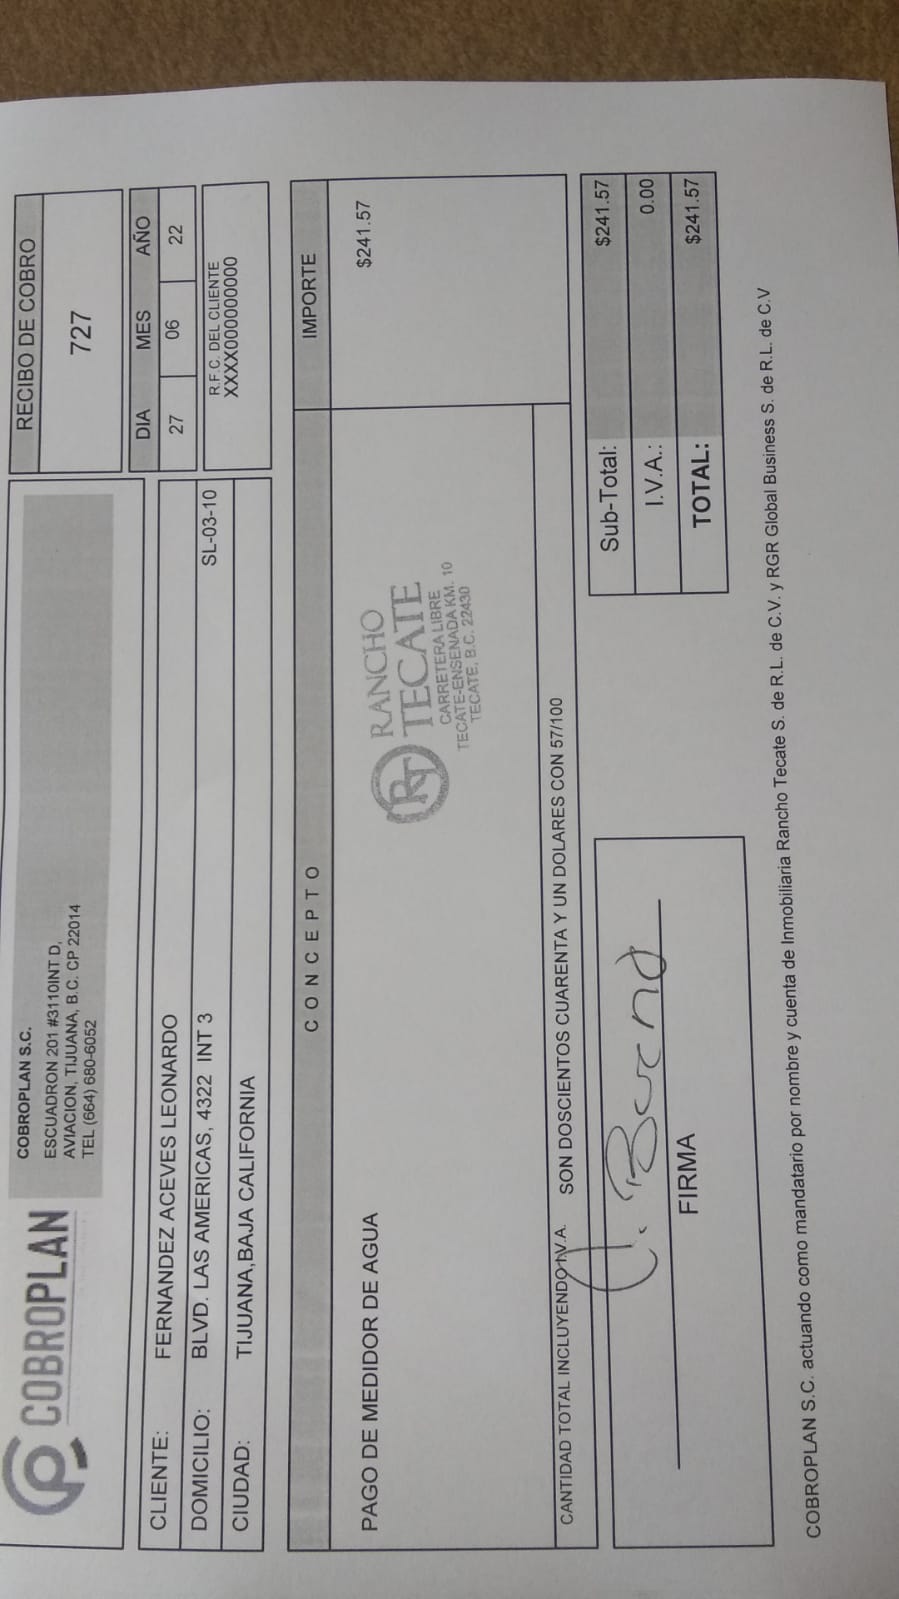 COBROPLAN
COBROPLAN S.C.
ESCUADRON 201 #3110INT D,
AVIACION, TIJUANA, B.C. CP 22014
TEL (664) 680-6052
RECIBO DE COBRO
727
DIA MES AÑO
27 06 22
R.F.C. DEL CLIENTE
XXXX000000000
CLIENTE: FERNANDEZ ACEVES LEONARDO
DOMICILIO: BLVD. LAS AMERICAS, 4322 INT 3 SL-03-10
CIUDAD: TIJUANA,BAJA CALIFORNIA
CONCEPTO IMPORTE
PAGO DE MEDIDOR DE AGUA $241.57
RT RANCHO
TECATE
CARRETERA LIBRE
TECATE-ENSENADA KM. 10
TECATE, B.C. 22430
CANTIDAD TOTAL INCLUYENDO I.V.A. SON DOSCIENTOS CUARENTA Y UN DOLARES CON 57/100
Sub-Total: $241.57
I.V.A.: 0.00
TOTAL: $241.57
FIRMA
COBROPLAN S.C. actuando como mandatario por nombre y cuenta de Inmobiliaria Rancho Tecate S. de R.L. de C.V. y RGR Global Business S. de R.L. de C.V